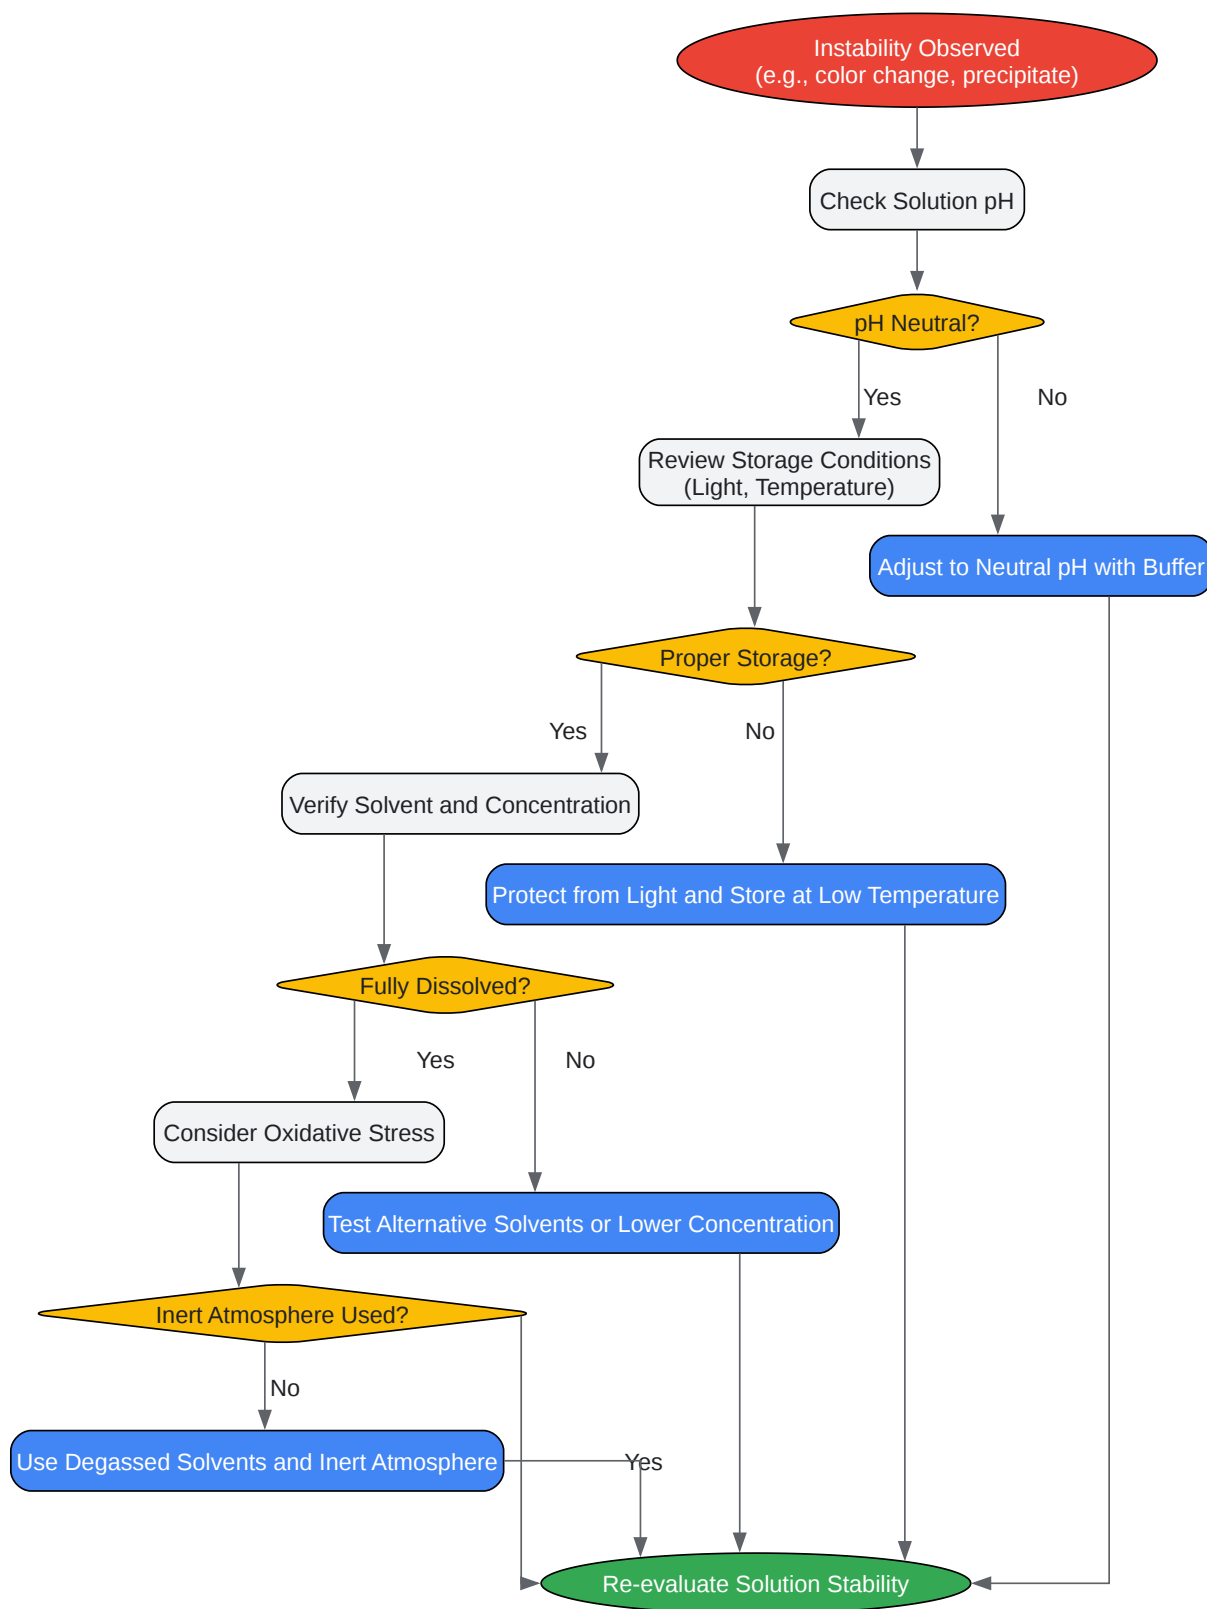 Instability Observed
(e.g., color change, precipitate)
Check Solution pH
pH Neutral?
Yes
No
Review Storage Conditions
(Light, Temperature)
Adjust to Neutral pH with Buffer
Proper Storage?
Yes
No
Verify Solvent and Concentration
Protect from Light and Store at Low Temperature
Fully Dissolved?
Yes
No
Consider Oxidative Stress
Test Alternative Solvents or Lower Concentration
Inert Atmosphere Used?
No
Use Degassed Solvents and Inert Atmosphere
Yes
Re-evaluate Solution Stability